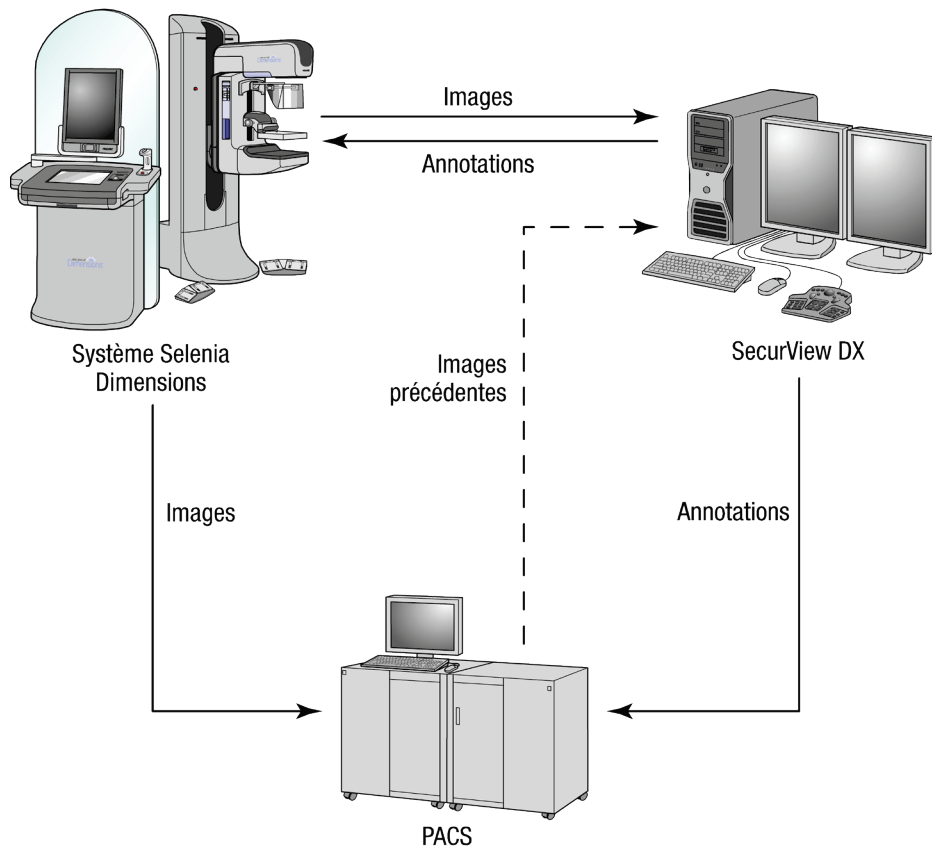 Images
Annotations
Système Selenia
Dimensions
SecurView DX
Images
précédentes
Images
Annotations
PACS